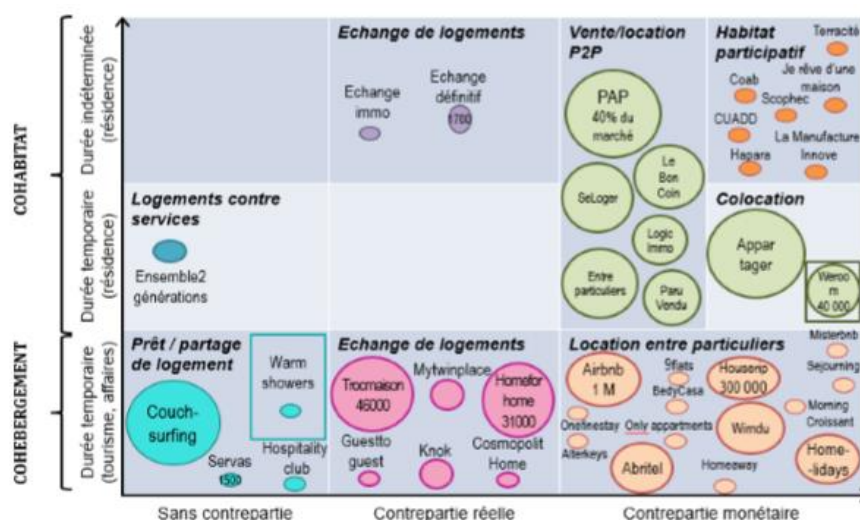 COHABITAT
Durée indéterminée
(résidence)
Echange de logements
Echange
immo
Echange
définitif
1700
Vente/location
P2P
PAP
40% du
marché
Le
Bon
Coin
SeLoger
Logic
Immo
Entre
particuliers
Paru
Vendu
Habitat
participatif
Terracité
Coab
Je rêve d'une
maison
Scophec
CUADD
La Manufacture
Hapara
Innove
Durée temporaire
(résidence)
Logements contre
services
Ensemble2
générations
Colocation
Appar
tager
Weroo
m
40 000
COHEBERGEMENT
Durée temporaire
(tourisme, affaires)
Prêt / partage
de logement
Warm
showers
Couch-
surfing
Servas
1500
Hospitality
club
Echange de logements
Trocmaison
46000
Mytwinplace
Homefor
home
31000
Guestto
guest
Knok
Cosmopolit
Home
Location entre particuliers
Airbnb
1 M
9flats
BedyCasa
Housetrip
300 000
Misterbnb
Sejourning
Morning
Croissant
Onefinestay
Only appartments
Wimdu
Alterkeys
Abritel
Homeaway
Home-
-lidays
Sans contrepartie
Contrepartie réelle
Contrepartie monétaire